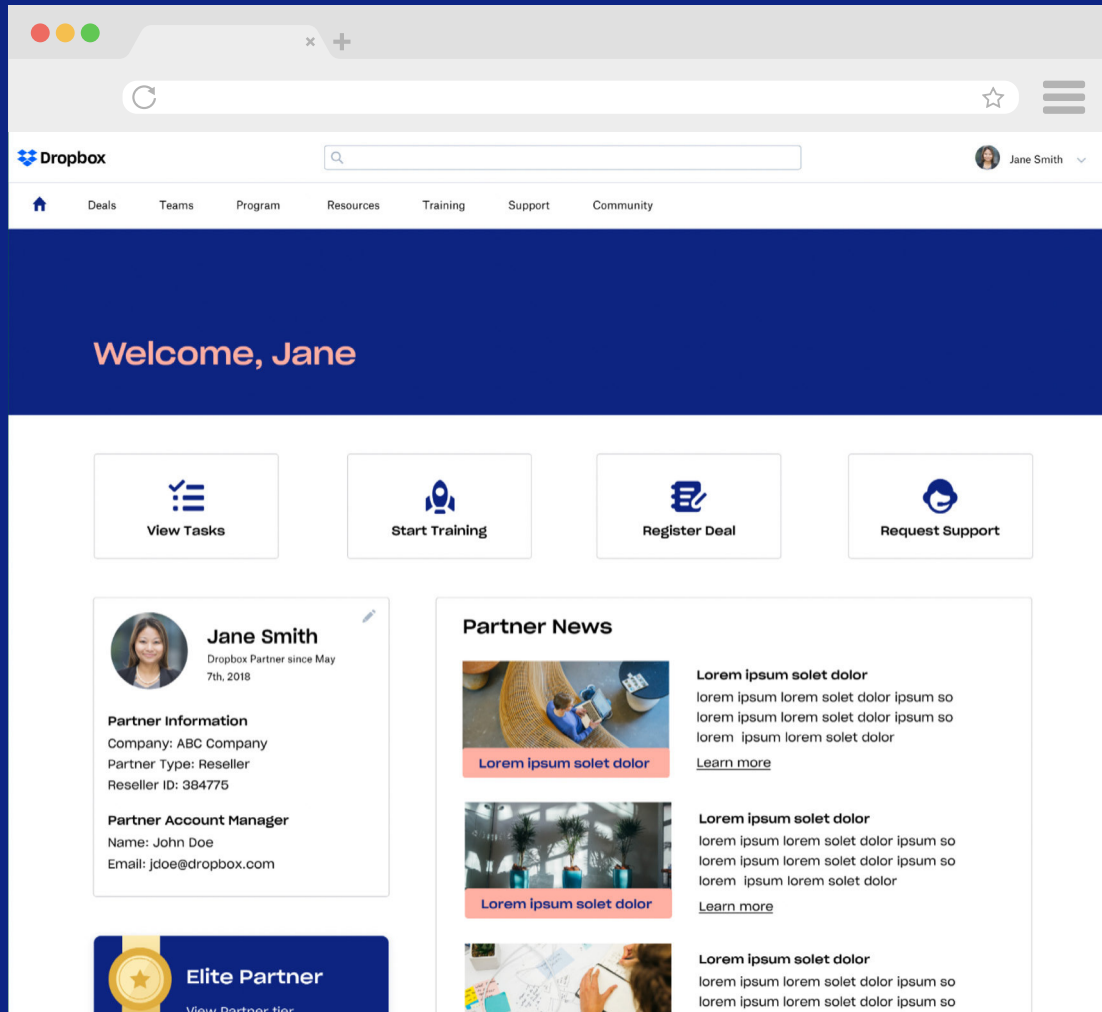 Dropbox
Jane Smith
Deals Teams Program Resources Training Support Community
Welcome, Jane
View Tasks
Start Training
Register Deal
Request Support
Jane Smith
Dropbox Partner since May
7th, 2018
Partner Information
Company: ABC Company
Partner Type: Reseller
Reseller ID: 384775
Partner Account Manager
Name: John Doe
Email: jdoe@dropbox.com
Elite Partner
View Partner tier
Partner News
Lorem ipsum solet dolor
Lorem ipsum solet dolor
lorem ipsum lorem solet dolor ipsum so
lorem ipsum lorem solet dolor ipsum so
lorem  ipsum lorem solet dolor
Learn more
Lorem ipsum solet dolor
Lorem ipsum solet dolor
lorem ipsum lorem solet dolor ipsum so
lorem ipsum lorem solet dolor ipsum so
lorem  ipsum lorem solet dolor
Learn more
Lorem ipsum solet dolor
lorem ipsum lorem solet dolor ipsum so
lorem ipsum lorem solet dolor ipsum so